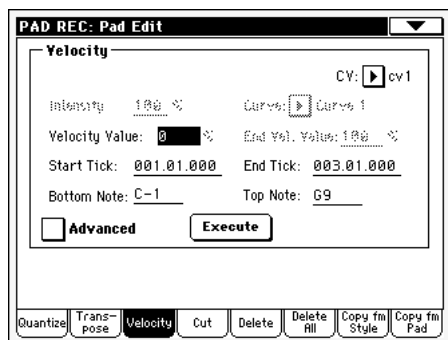 PAD REC: Pad Edit
Velocity
CV: cv1
Intensity 100 % Curve: Curve 1
Velocity Value: 0 % End Vel. Value: 100 %
Start Tick: 001.01.000 End Tick: 003.01.000
Bottom Note: C-1 Top Note: G9
Advanced Execute
Quantize Trans-pose Velocity Cut Delete Delete All Copy fm Style Copy fm Pad